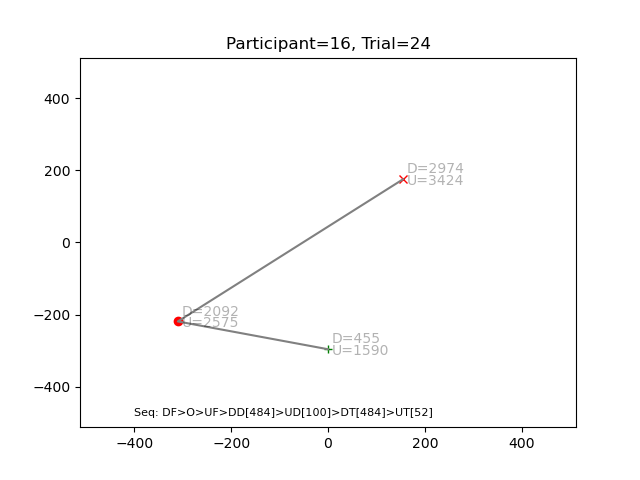 Participant=16, Trial=24
400
200
0
−200
−400
D=2974
U=3424
D=2092
U=2575
D=455
U=1590
Seq: DF>O>UF>DD[484]>UD[100]>DT[484]>UT[52]
−400 −200 0 200 400